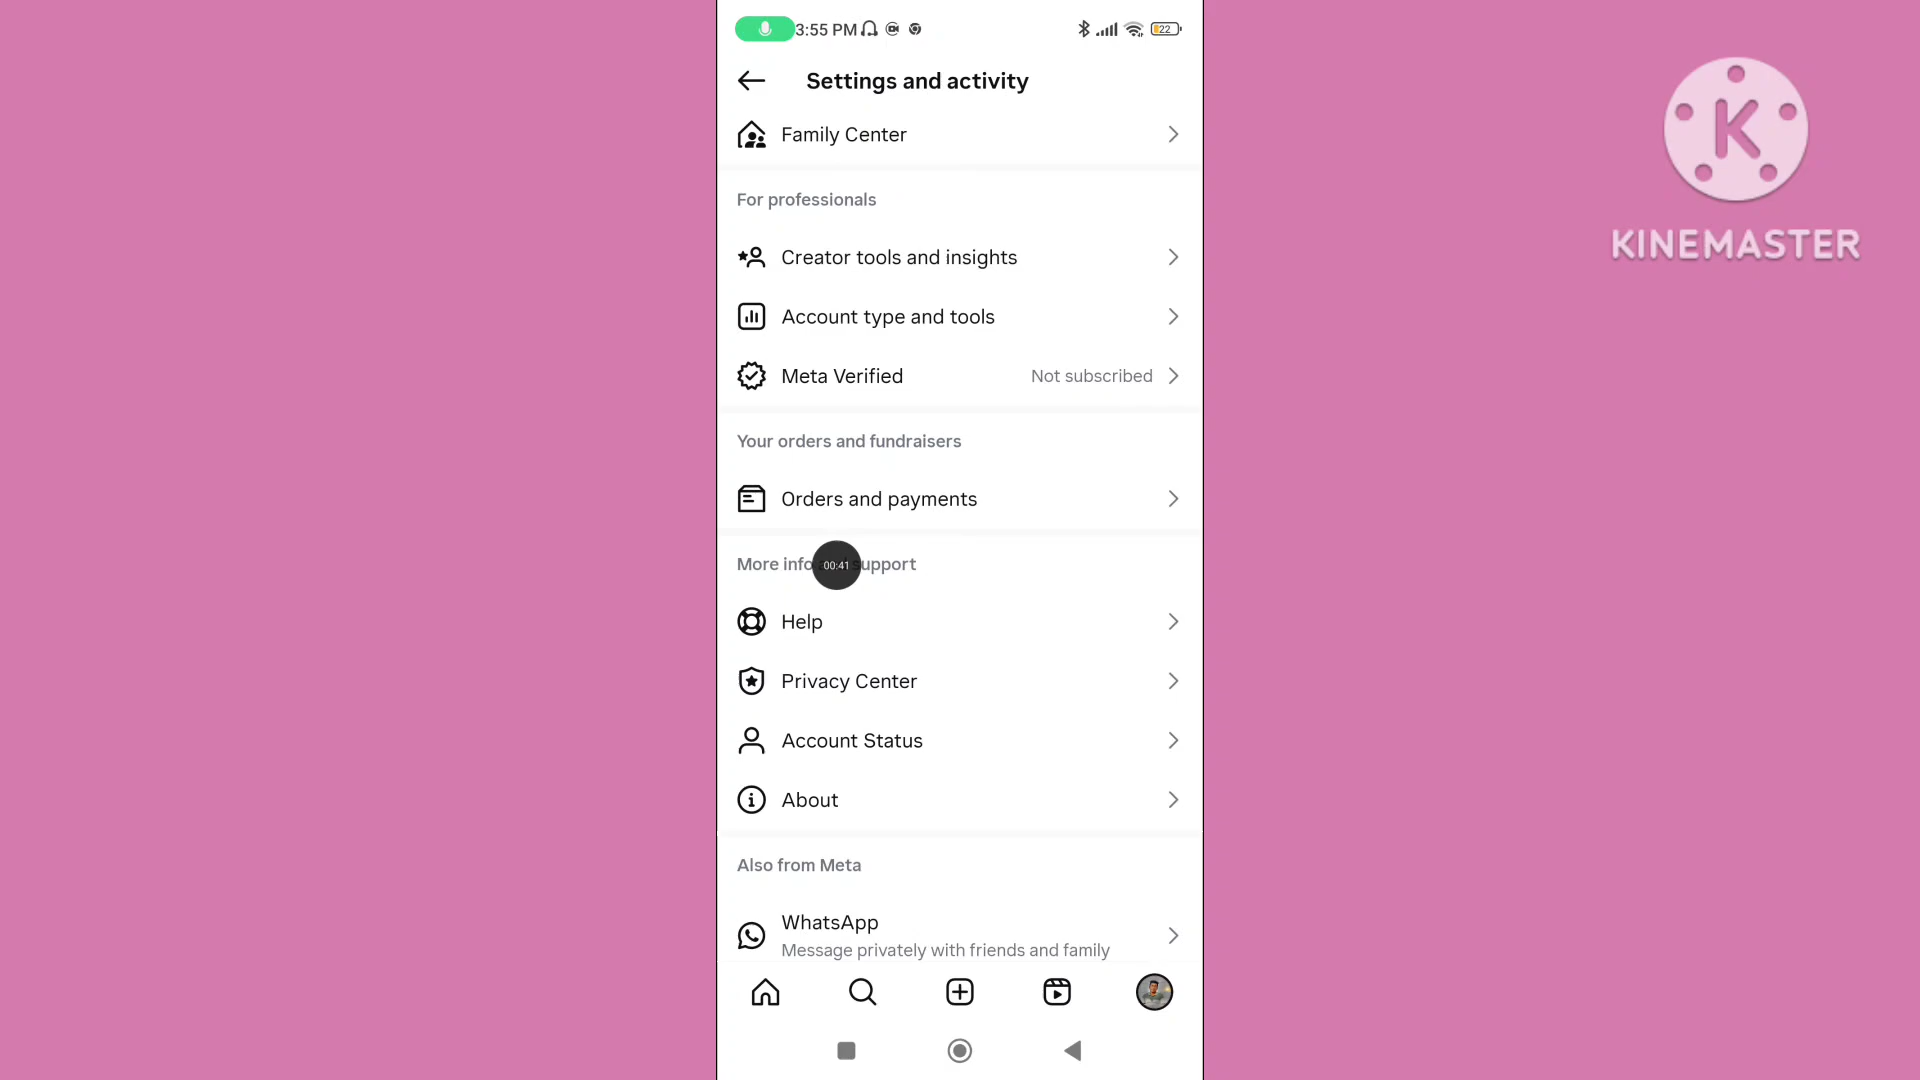 3:55 PM
22
Settings and activity
Family Center
For professionals
Creator tools and insights
Account type and tools
Meta Verified
Not subscribed
Your orders and fundraisers
Orders and payments
More info upport
00:41
Help
Privacy Center
Account Status
About
Also from Meta
WhatsApp
Message privately with friends and family
K
KINEMASTER